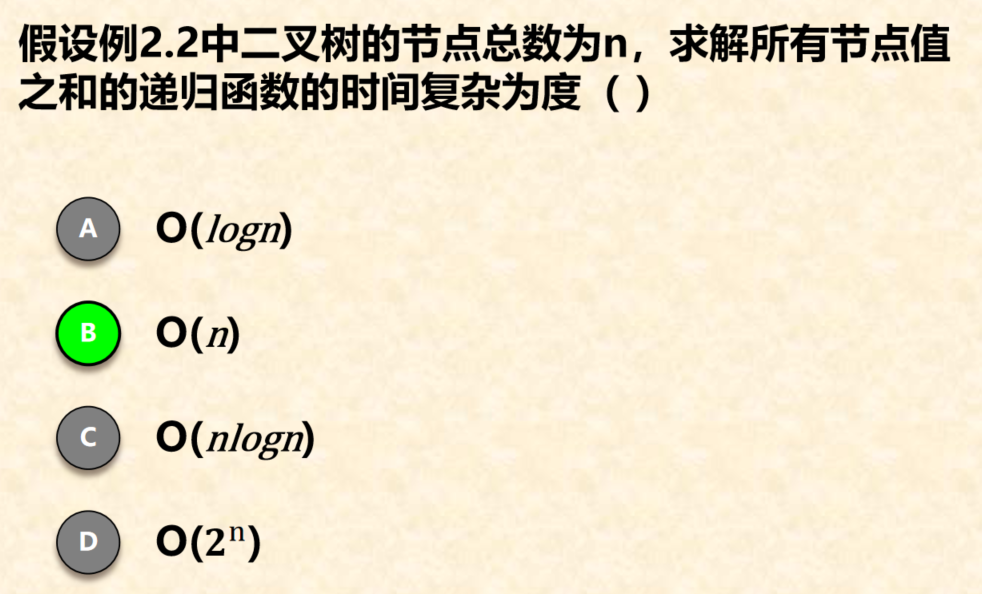 假设例2.2中二叉树的节点总数为n，求解所有节点值
之和的递归函数的时间复杂为度（ ）
A O(logn)
B O(n)
C O(nlogn)
D O(2ⁿ)